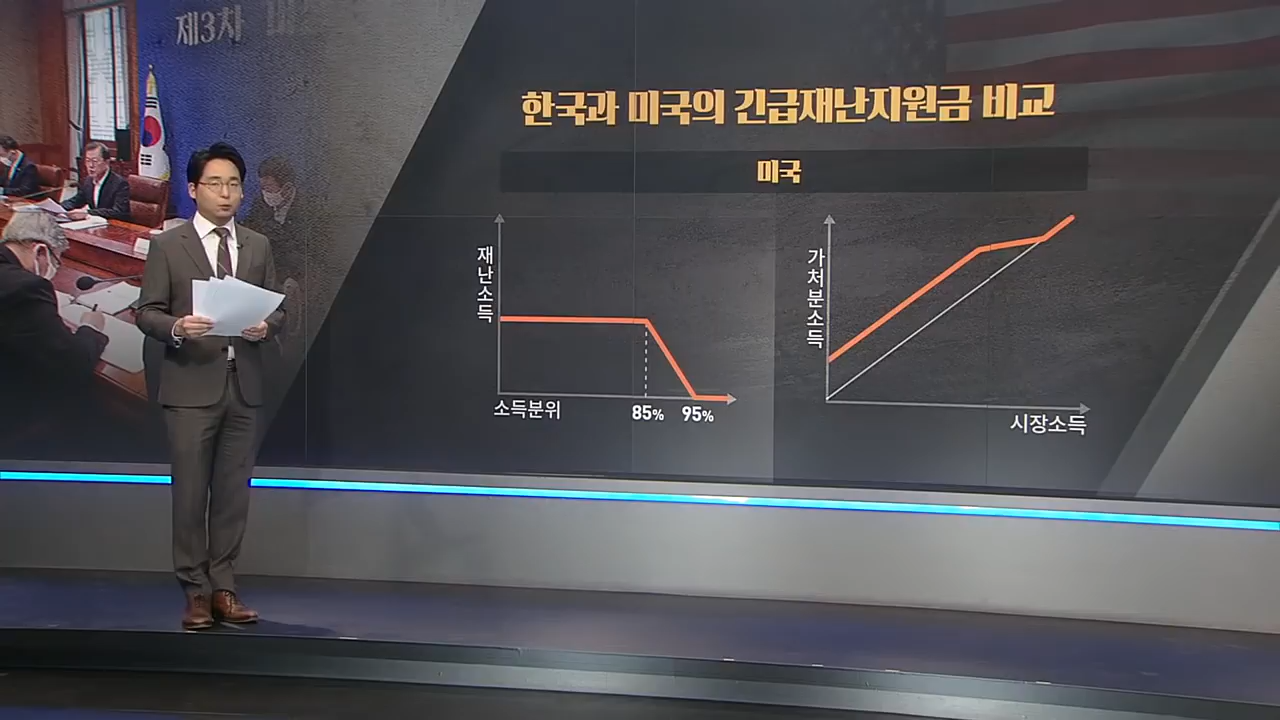 제3차
한국과 미국의 긴급재난지원금 비교
미국
재난소득
소득분위
85%
95%
가처분소득
시장소득